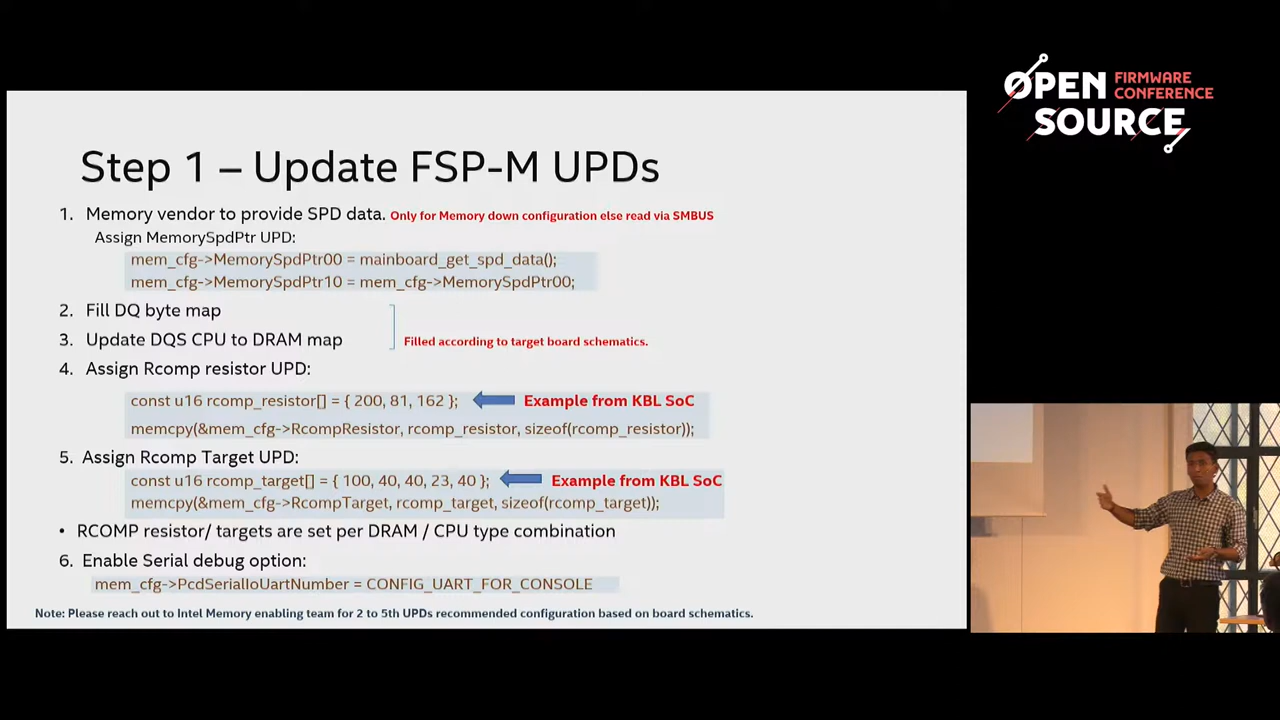 OPEN FIRMWARE CONFERENCE
SOURCE
Step 1 – Update FSP-M UPDs
1. Memory vendor to provide SPD data. Only for Memory down configuration else read via SMBUS
Assign MemorySpdPtr UPD:
mem_cfg->MemorySpdPtr00 = mainboard_get_spd_data();
mem_cfg->MemorySpdPtr10 = mem_cfg->MemorySpdPtr00;
2. Fill DQ byte map
3. Update DQS CPU to DRAM map
Filled according to target board schematics.
4. Assign Rcomp resistor UPD:
const u16 rcomp_resistor[] = { 200, 81, 162 }; Example from KBL SoC
memcpy(&mem_cfg->RcompResistor, rcomp_resistor, sizeof(rcomp_resistor));
5. Assign Rcomp Target UPD:
const u16 rcomp_target[] = { 100, 40, 40, 23, 40 }; Example from KBL SoC
memcpy(&mem_cfg->RcompTarget, rcomp_target, sizeof(rcomp_target));
• RCOMP resistor/ targets are set per DRAM / CPU type combination
6. Enable Serial debug option:
mem_cfg->PcdSerialIoUartNumber = CONFIG_UART_FOR_CONSOLE
Note: Please reach out to Intel Memory enabling team for 2 to 5th UPDs recommended configuration based on board schematics.